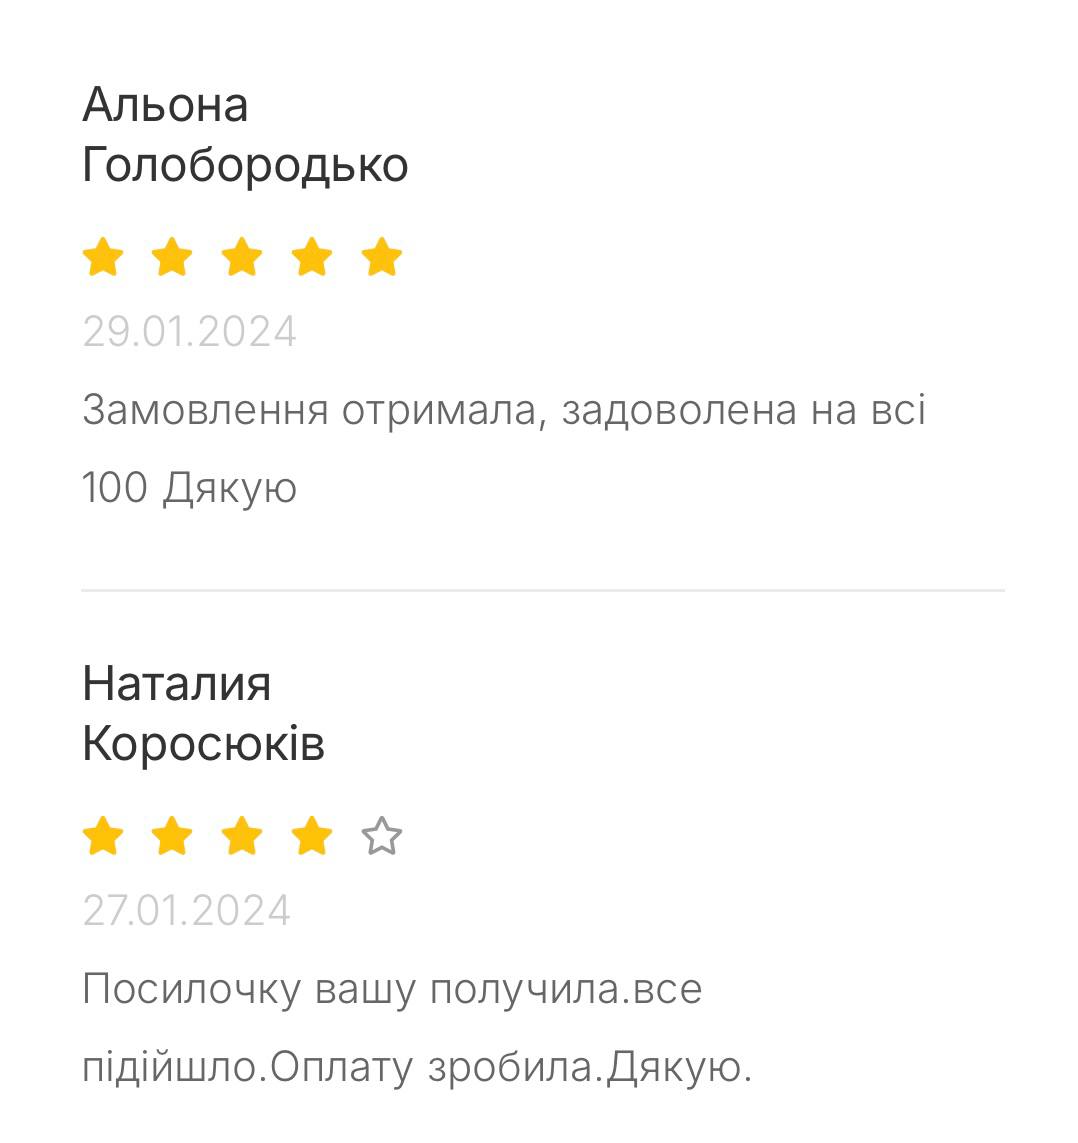 Альона
Голобородько
29.01.2024
Замовлення отримала, задоволена на всі
100 Дякую
Наталия
Коросюків
27.01.2024
Посилочку вашу получила.все
підійшло.Оплату зробила.Дякую.